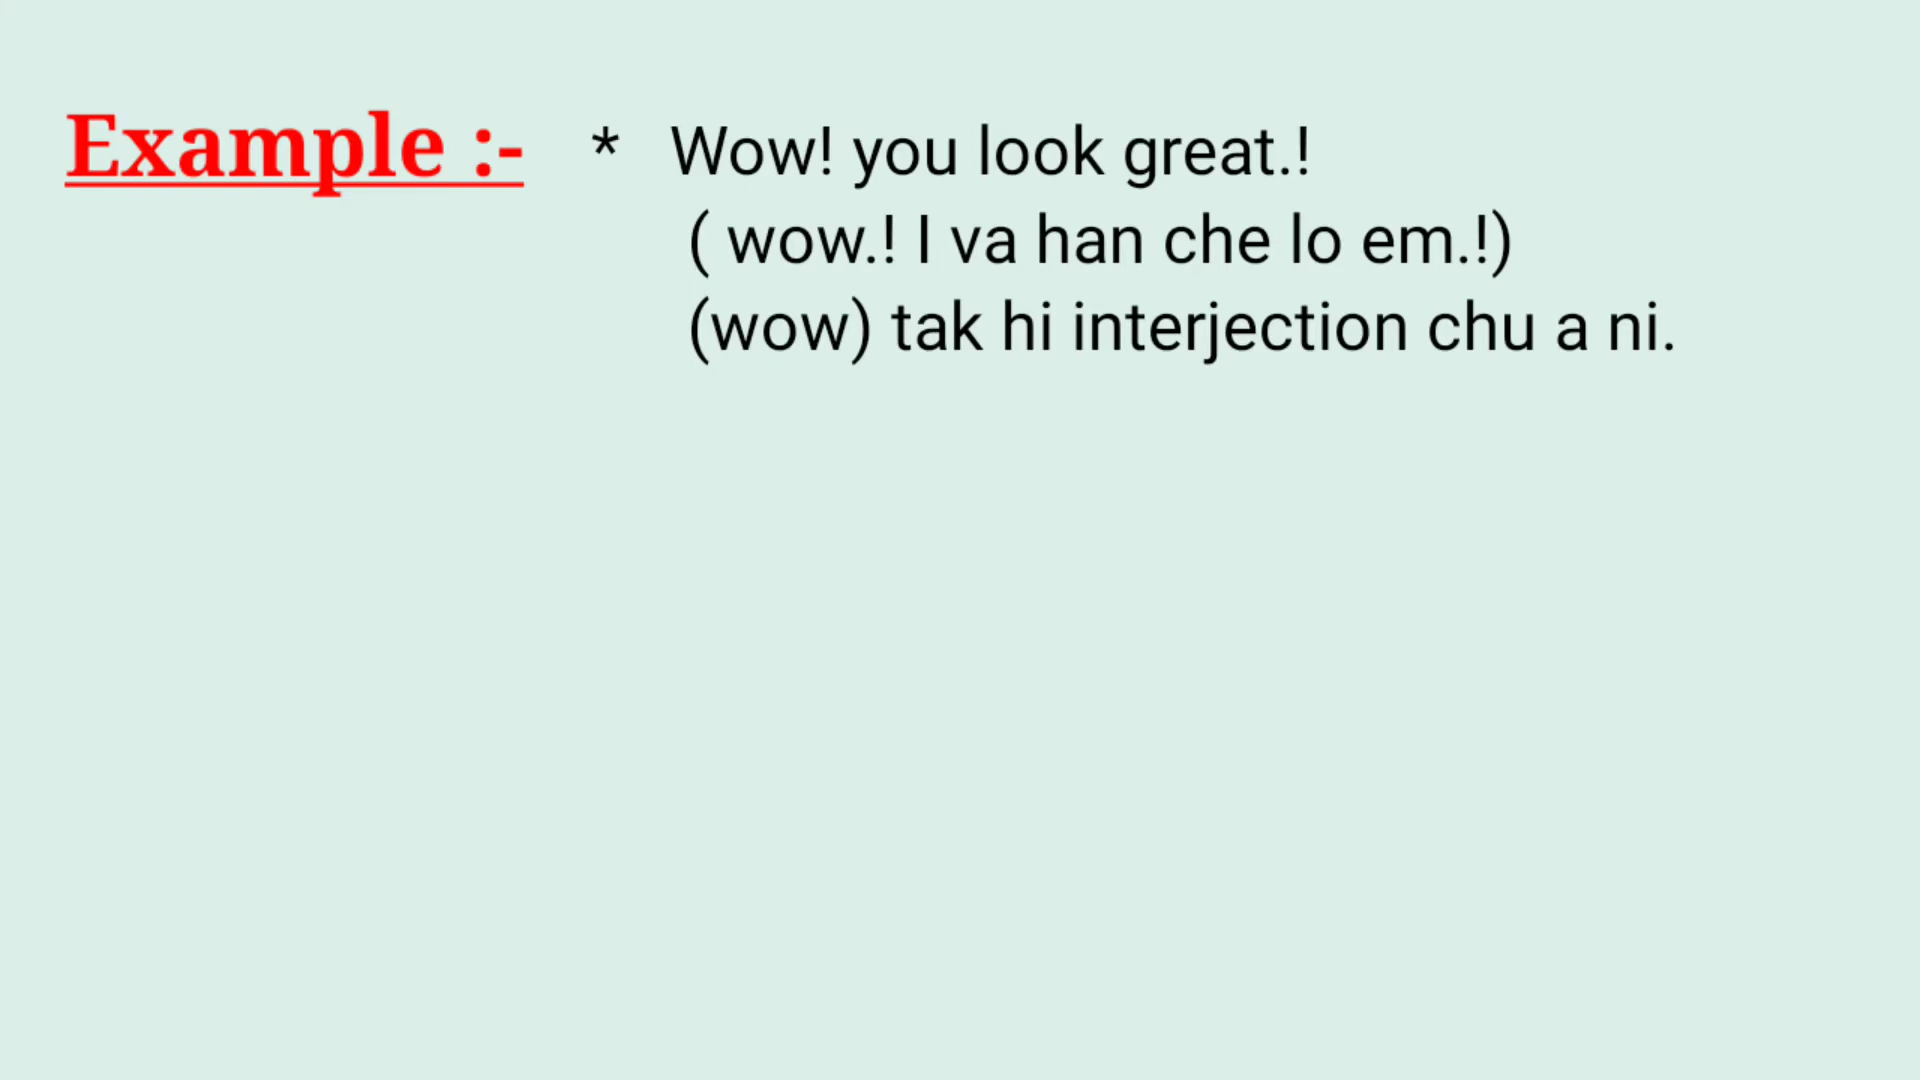 Example :- * Wow! you look great.!
( wow.! I va han che lo em.!)
(wow) tak hi interjection chu a ni.